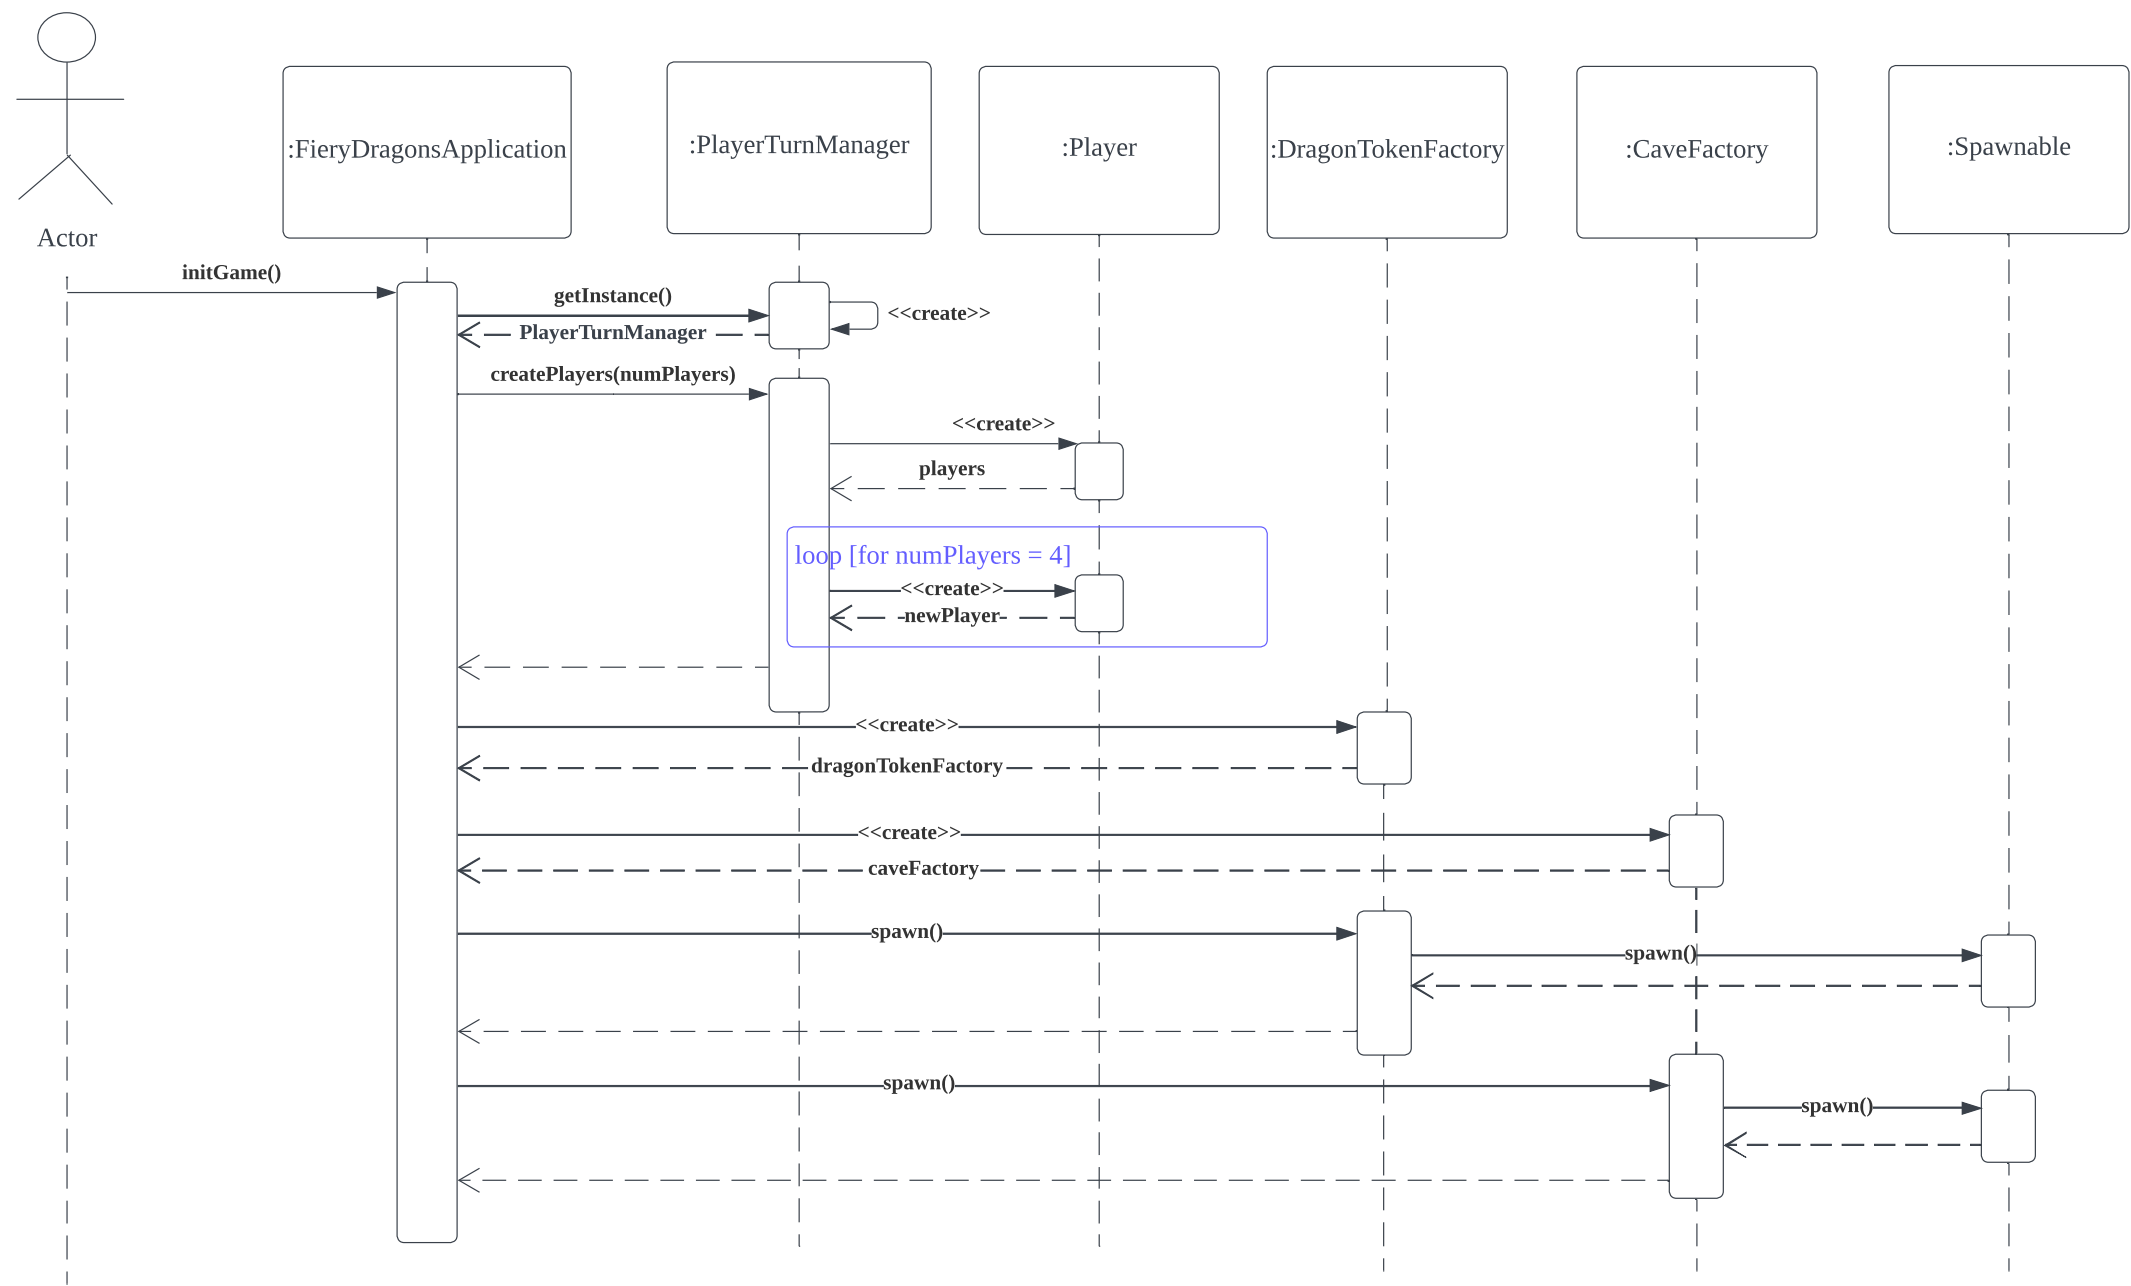 Actor
:FieryDragonsApplication
:PlayerTurnManager
:Player
:DragonTokenFactory
:CaveFactory
:Spawnable
initGame()
getInstance()
<<create>>
PlayerTurnManager
createPlayers(numPlayers)
<<create>>
players
loop [for numPlayers = 4]
<<create>>
newPlayer
<<create>>
dragonTokenFactory
<<create>>
caveFactory
spawn()
spawn()
spawn()
spawn()